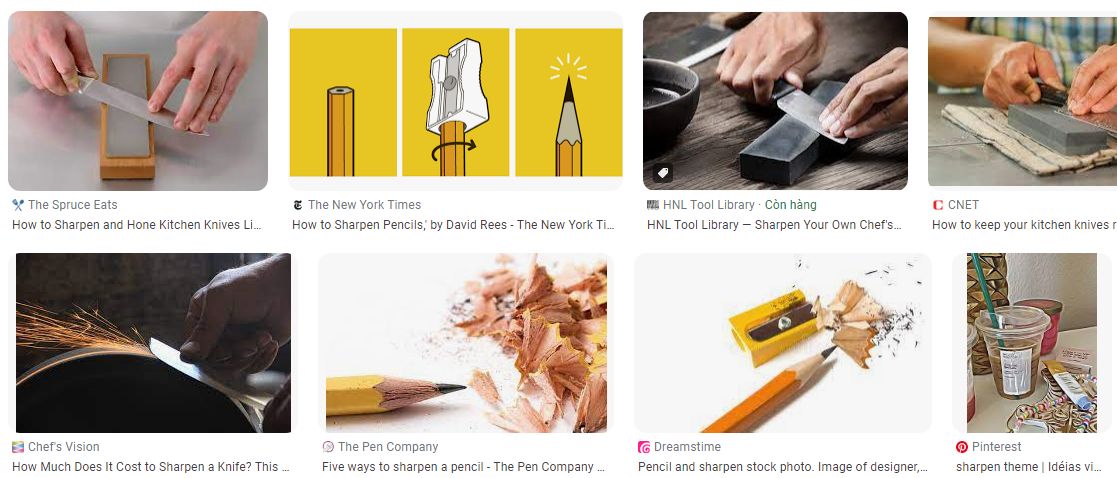 The Spruce Eats
How to Sharpen and Hone Kitchen Knives Li...
The New York Times
How to Sharpen Pencils,' by David Rees - The New York Ti...
HNL Tool Library · Còn hàng
HNL Tool Library — Sharpen Your Own Chef's...
CNET
How to keep your kitchen knives r
Chef's Vision
How Much Does It Cost to Sharpen a Knife? This ...
The Pen Company
Five ways to sharpen a pencil - The Pen Company ...
Dreamstime
Pencil and sharpen stock photo. Image of designer,...
Pinterest
sharpen theme | Idéias vi...